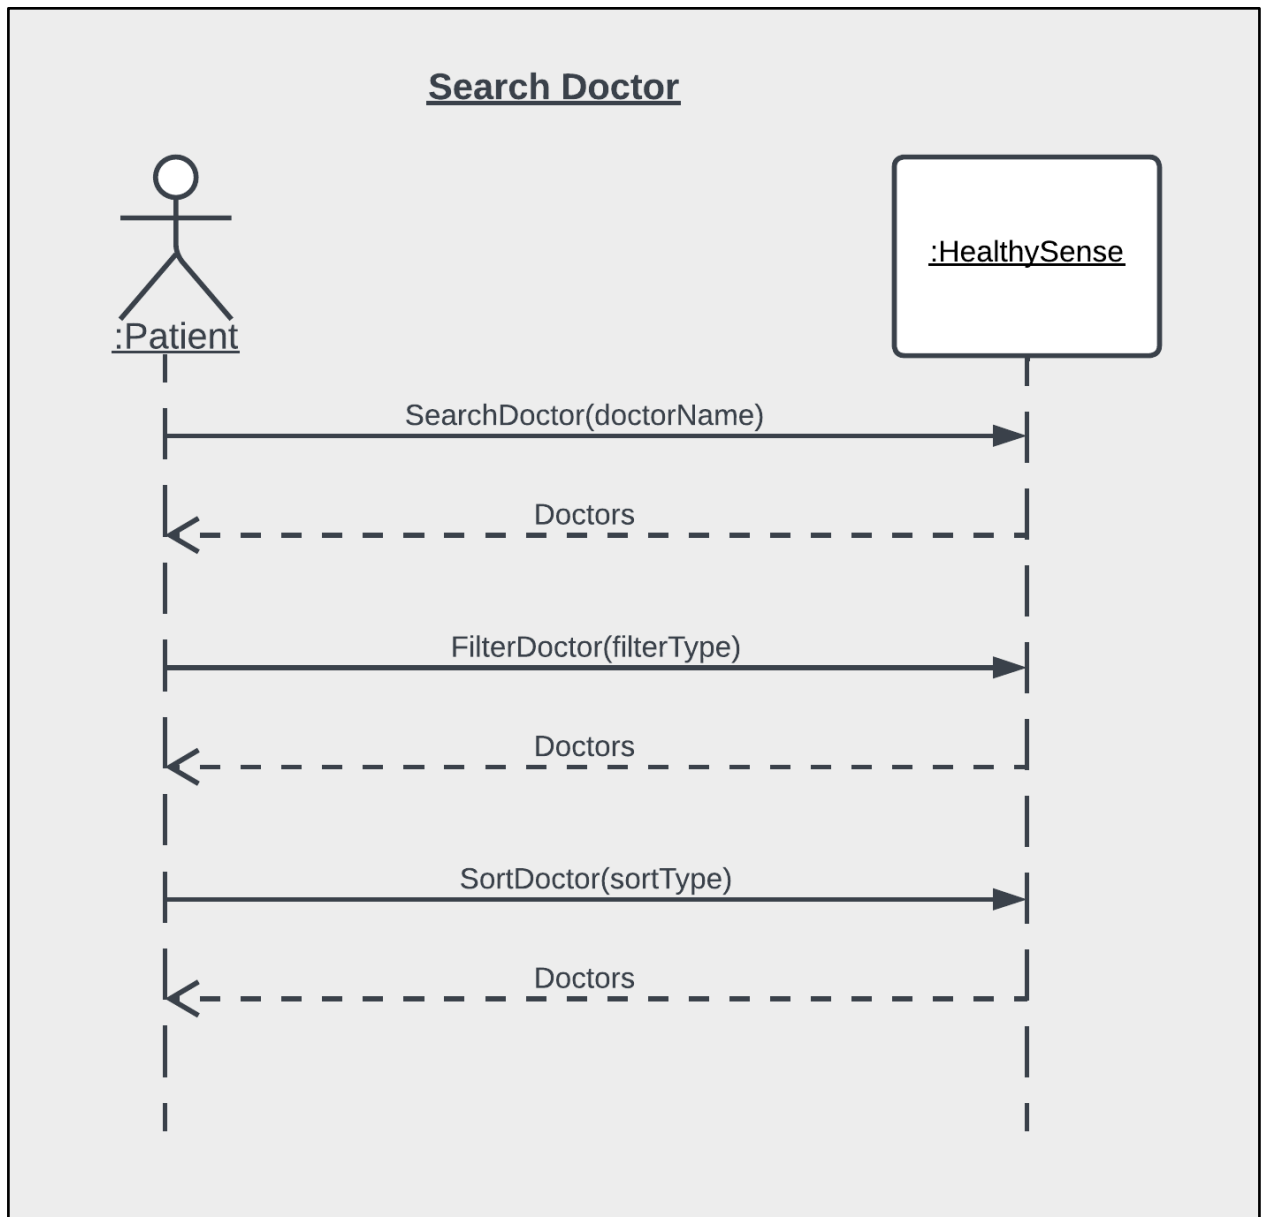 Search Doctor
:Patient
:HealthySense
SearchDoctor(doctorName)
Doctors
FilterDoctor(filterType)
Doctors
SortDoctor(sortType)
Doctors